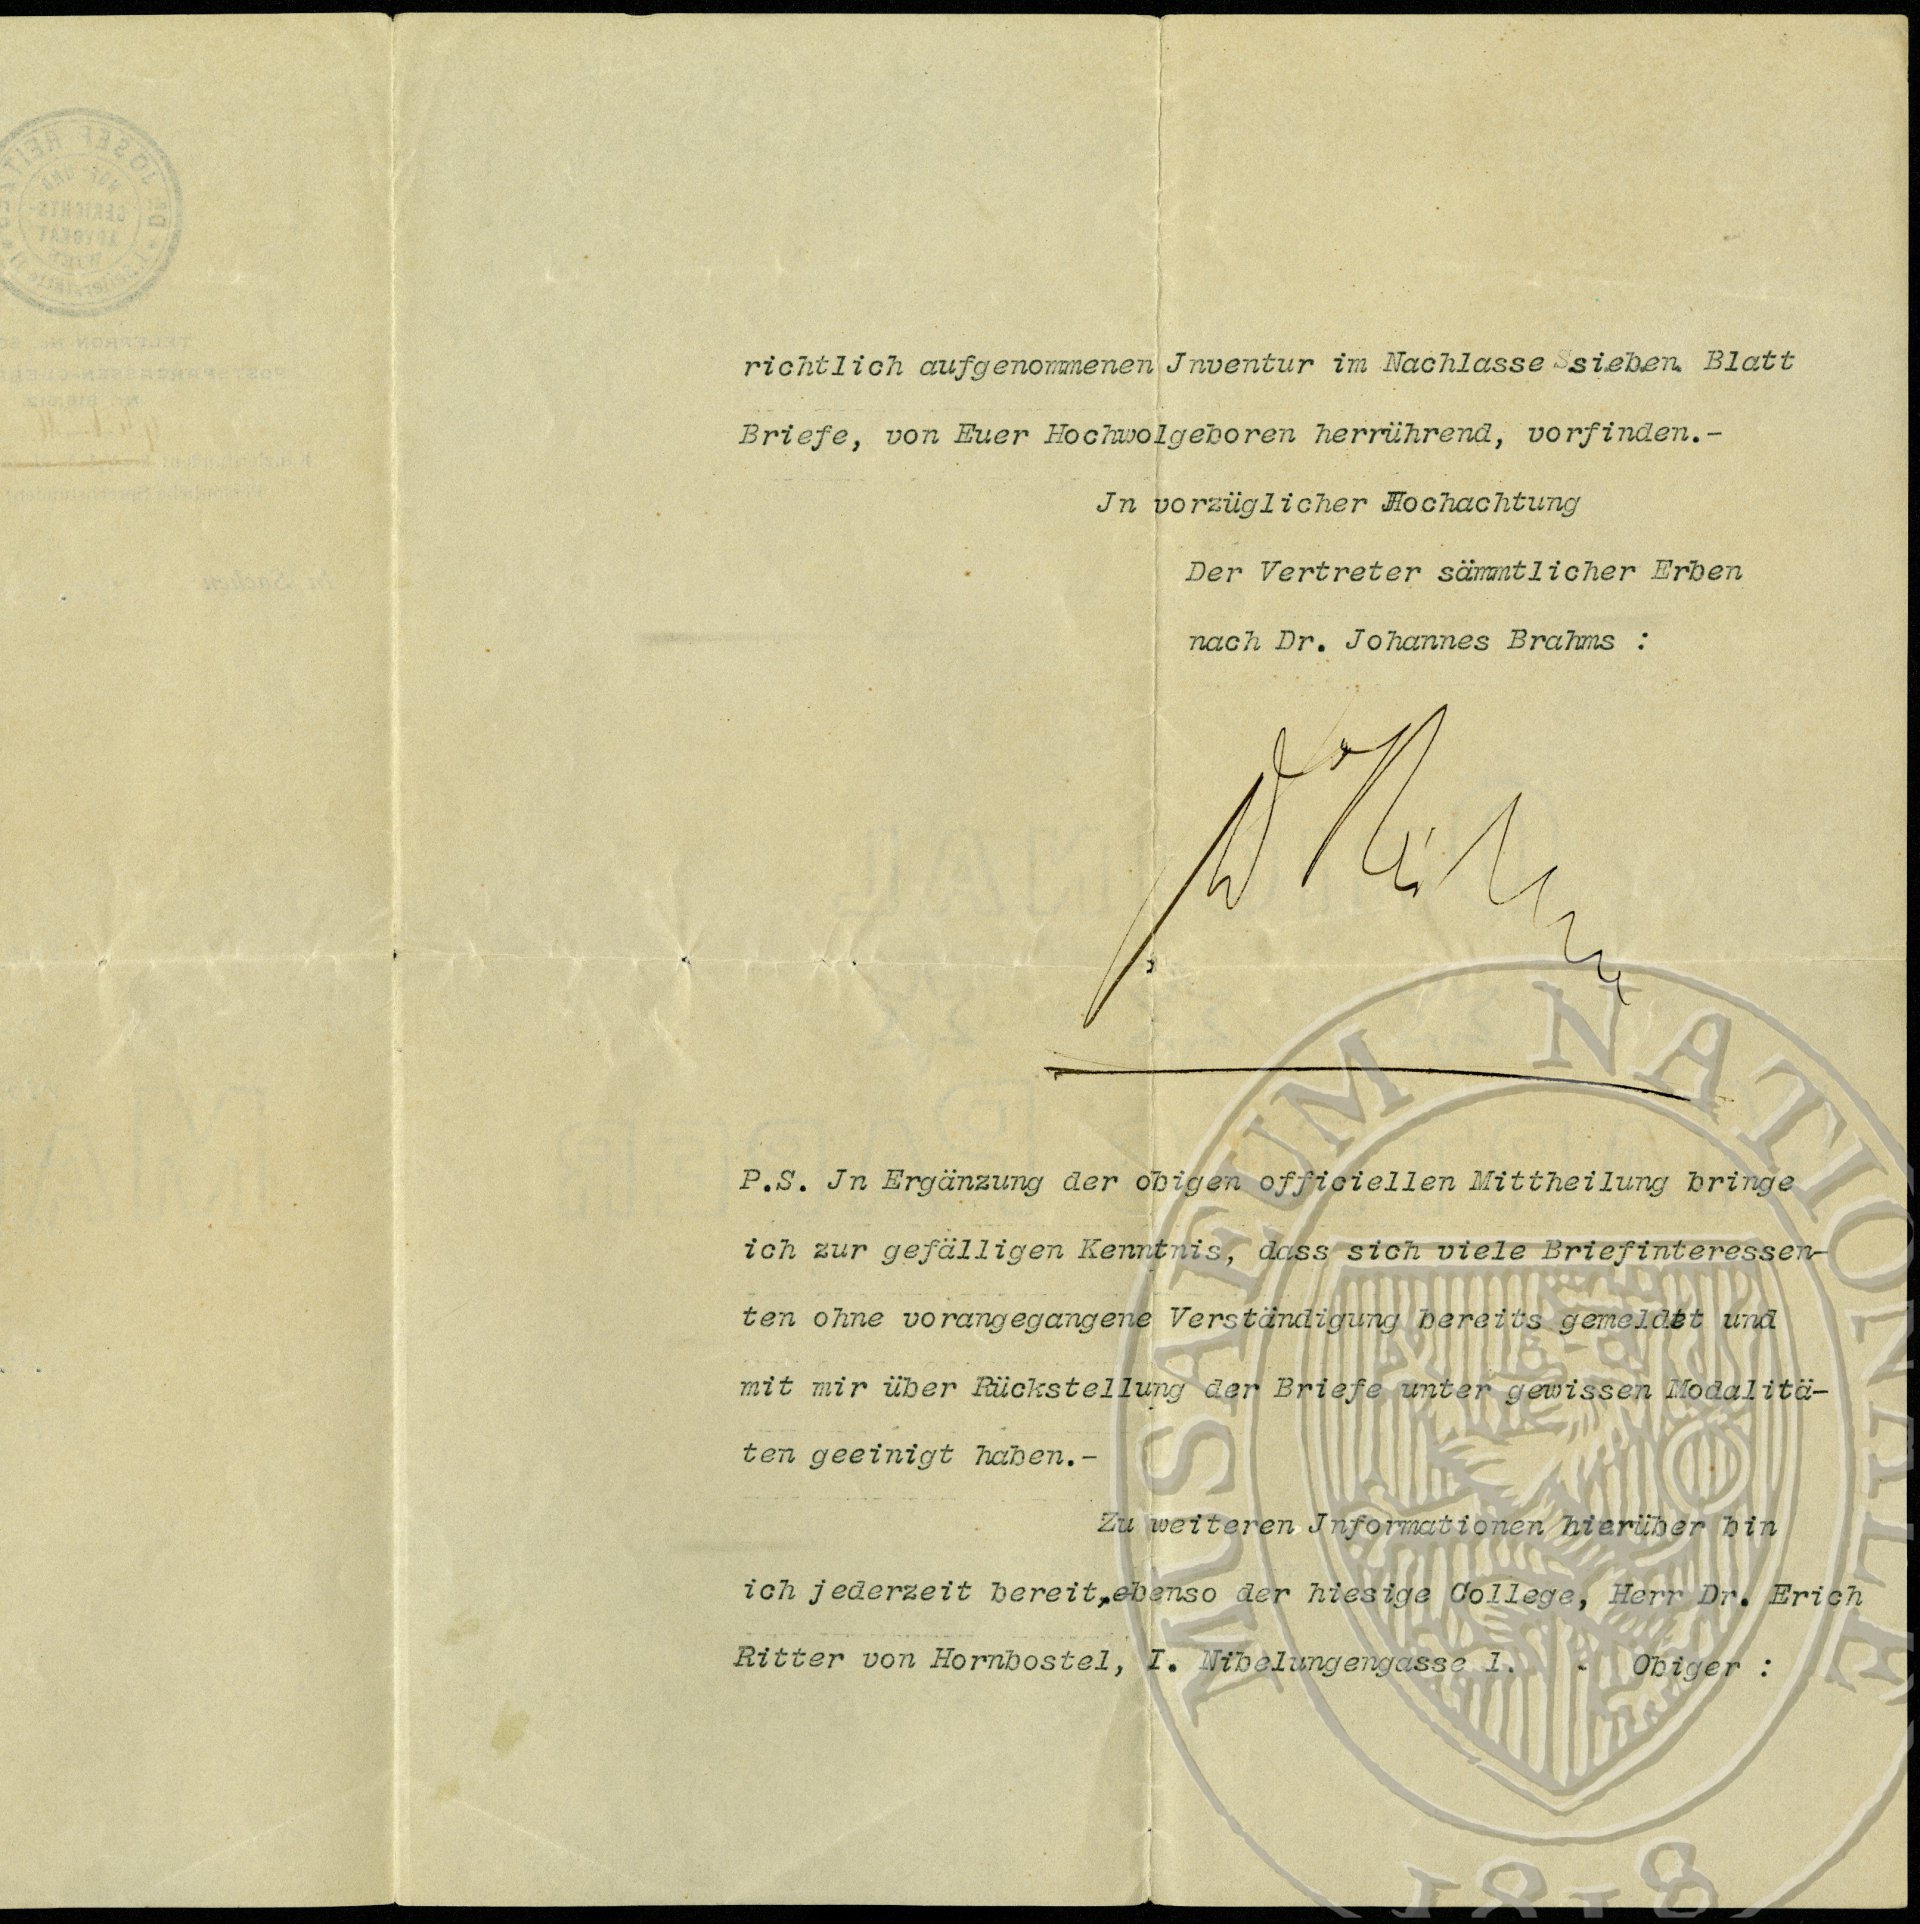 richtlich aufgenommenen Jnventur im Nachlasse sieben Blatt
Briefe, von Euer Hochwolgeboren herrührend, vorfinden.-
Jn vorzüglicher Hochachtung
Der Vertreter sämmtlicher Erben
nach Dr. Johannes Brahms :
P.S. Jn Ergänzung der obigen officiellen Mittheilung bringe
ich zur gefälligen Kenntnis, dass sich viele Briefinteressen-
ten ohne vorangegangene Verständigung bereits gemeldet und
mit mir über Rückstellung der Briefe unter gewissen Modalitä-
ten geeinigt haben.-
Zu weiteren Jnformationen hierüber bin
ich jederzeit bereit, ebenso der hiesige College, Herr Dr. Erich
Ritter von Hornbostel, I. Nibelungengasse 1. - Obiger :
MUSAEUM NATIONALE
1818